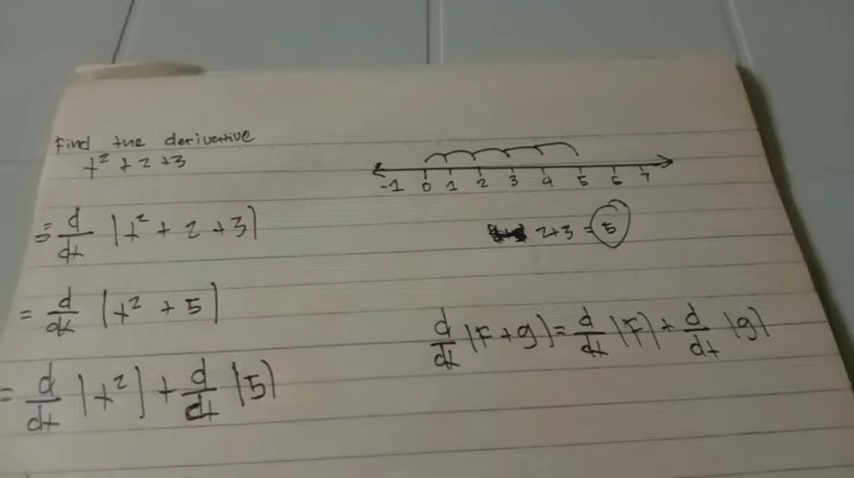 Find the derivative
t² + 2 + 3
= d/dt |t² + 2 + 3|
= d/dt |t² + 5|
= d/dt |t²| + d/dt |5|
-1 0 1 2 3 4 5 6 7
2+3 = 5
d/dt |F + g| = d/dt |F| + d/dt |g|